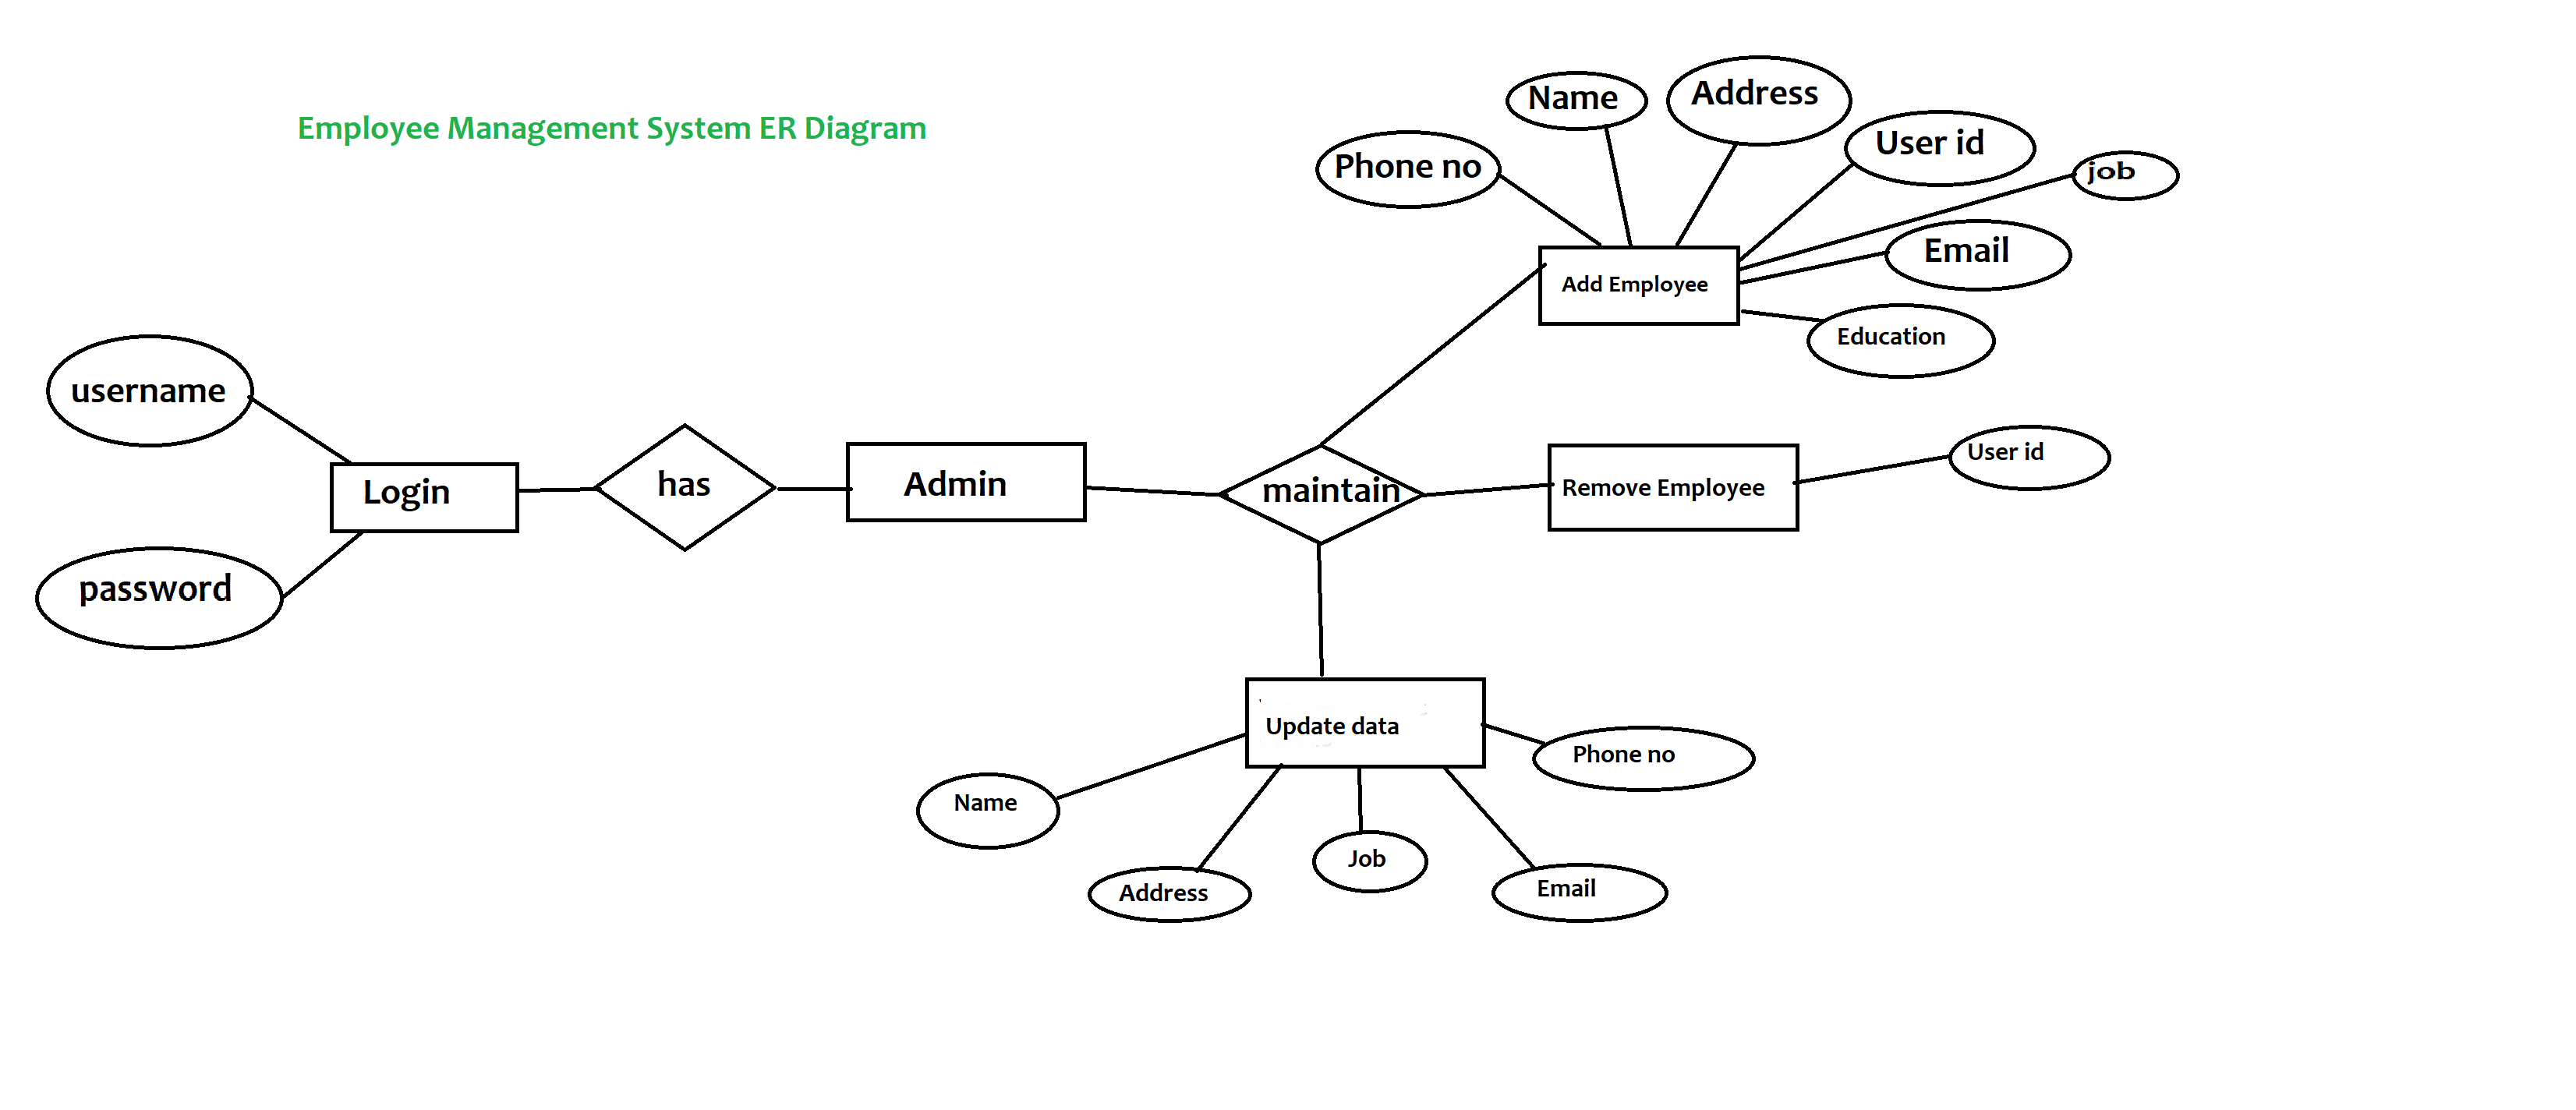 Employee Management System ER Diagram
Name
Address
User id
Phone no
job
Email
Add Employee
Education
username
Login
password
has
Admin
maintain
Remove Employee
User id
Update data
Phone no
Name
Address
Job
Email